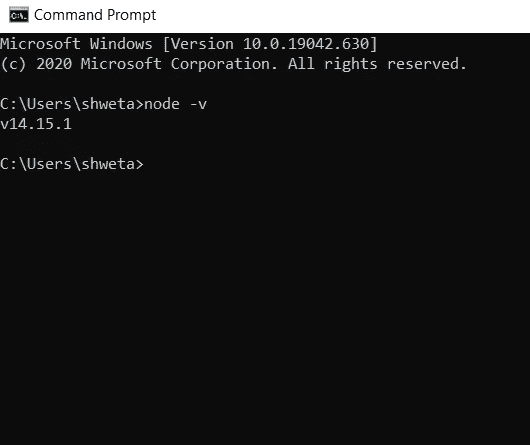 Command Prompt
Microsoft Windows [Version 10.0.19042.630]
(c) 2020 Microsoft Corporation. All rights reserved.
C:\Users\shweta>node -v
v14.15.1
C:\Users\shweta>